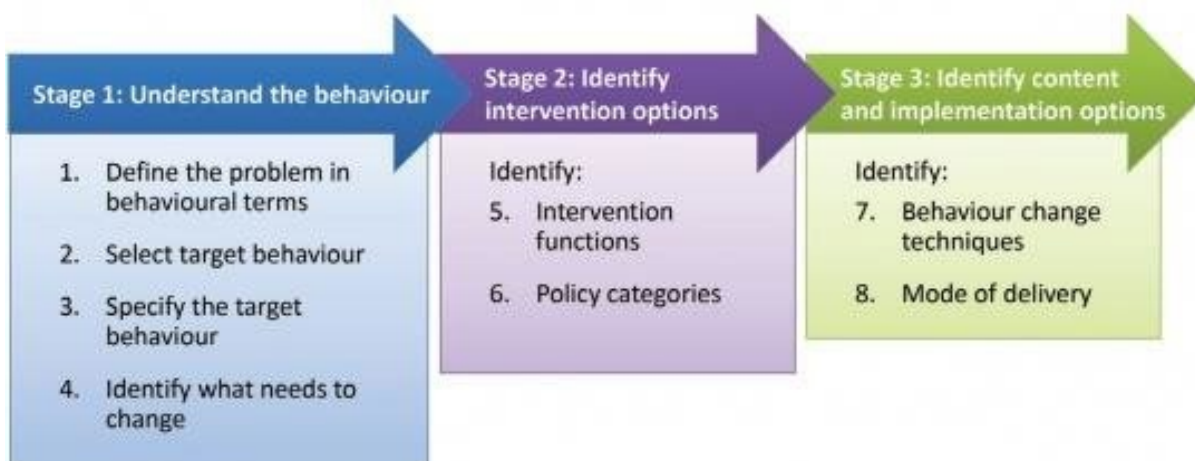 Stage 1: Understand the behaviour
1. Define the problem in
behavioural terms
2. Select target behaviour
3. Specify the target
behaviour
4. Identify what needs to
change
Stage 2: Identify
intervention options
Identify:
5. Intervention
functions
6. Policy categories
Stage 3: Identify content
and implementation options
Identify:
7. Behaviour change
techniques
8. Mode of delivery